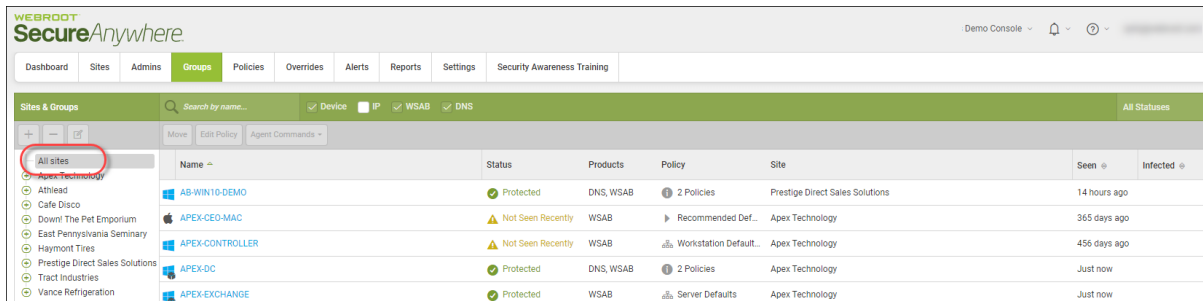 WEBROOT
SecureAnywhere.
Demo Console
Dashboard Sites Admins Groups Policies Overrides Alerts Reports Settings Security Awareness Training
Sites & Groups Search by name... Device IP WSAB DNS All Statuses
Move Edit Policy Agent Commands
All sites
Apex Technology
Athlead
Cafe Disco
Down! The Pet Emporium
East Pennyslvania Seminary
Haymont Tires
Prestige Direct Sales Solutions
Tract Industries
Vance Refrigeration
Name Status Products Policy Site Seen Infected
AB-WIN10-DEMO Protected DNS, WSAB 2 Policies Prestige Direct Sales Solutions 14 hours ago
APEX-CEO-MAC Not Seen Recently WSAB Recommended Def... Apex Technology 365 days ago
APEX-CONTROLLER Not Seen Recently WSAB Workstation Default... Apex Technology 456 days ago
APEX-DC Protected DNS, WSAB 2 Policies Apex Technology Just now
APEX-EXCHANGE Protected WSAB Server Defaults Apex Technology Just now